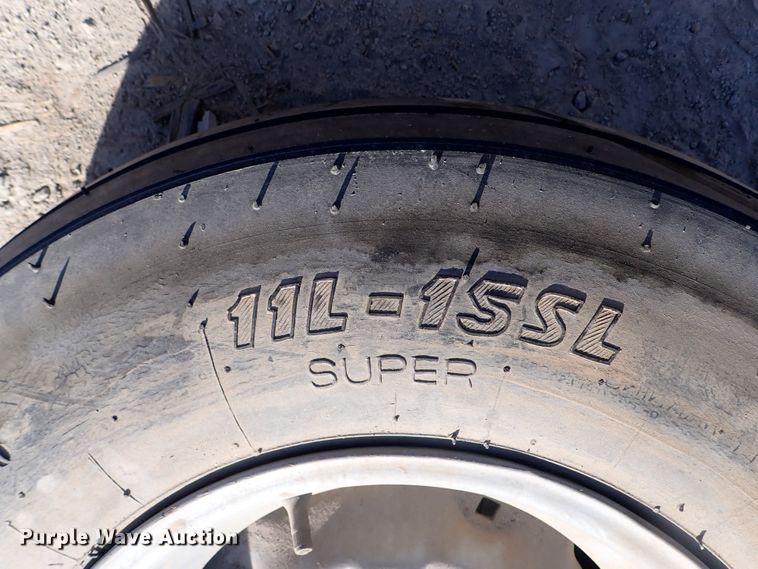 11L-15SL
SUPER
Purple Wave Auction